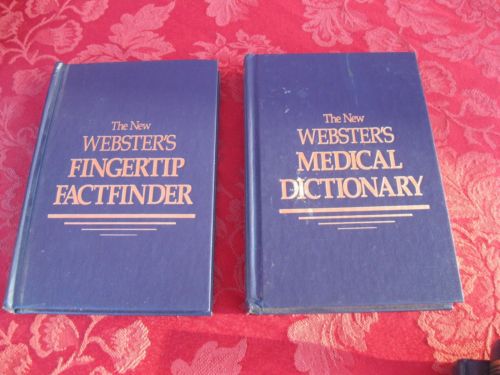 The New
WEBSTER'S
FINGERTIP
FACTFINDER
The New
WEBSTER'S
MEDICAL
DICTIONARY